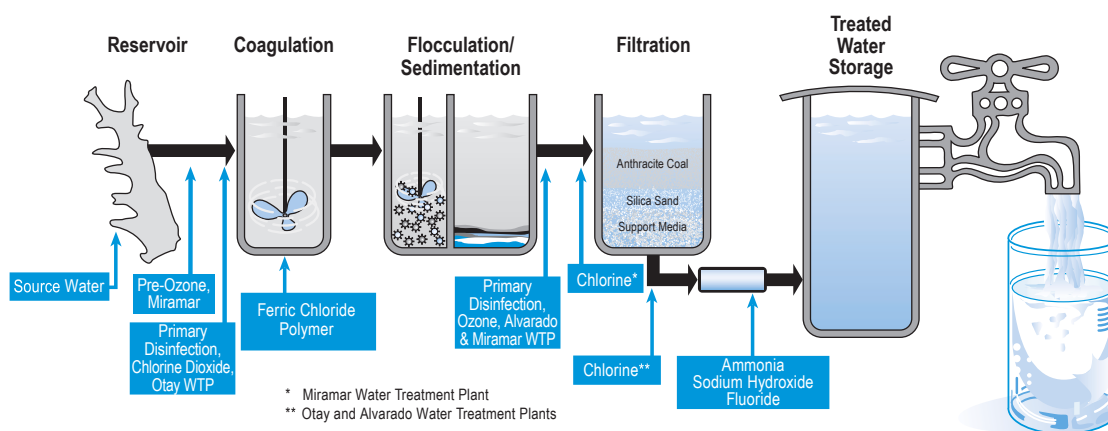 Reservoir
Coagulation
Flocculation/
Sedimentation
Filtration
Treated
Water
Storage
Anthracite Coal
Silica Sand
Support Media
Source Water
Pre-Ozone,
Miramar
Primary
Disinfection,
Chlorine Dioxide,
Otay WTP
Ferric Chloride
Polymer
Primary
Disinfection,
Ozone, Alvarado
& Miramar WTP
Chlorine*
Chlorine**
Ammonia
Sodium Hydroxide
Fluoride
* Miramar Water Treatment Plant
** Otay and Alvarado Water Treatment Plants